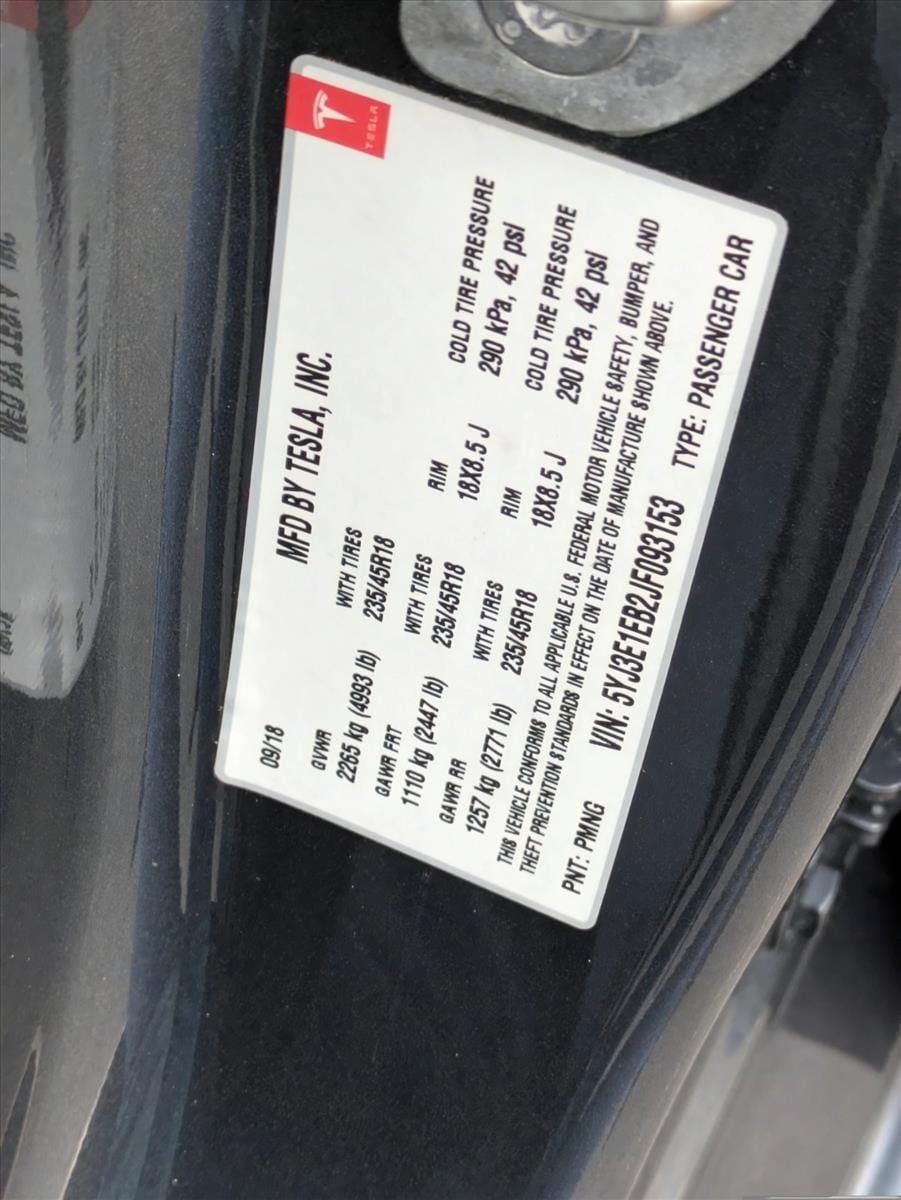 TESLA
MFD BY TESLA, INC.
09/18
GVWR
2265 kg (4993 lb)
WITH TIRES
235/45R18
RIM
18X8.5 J
COLD TIRE PRESSURE
290 kPa, 42 psi
GAWR FRT
1110 kg (2447 lb)
WITH TIRES
235/45R18
RIM
18X8.5 J
COLD TIRE PRESSURE
290 kPa, 42 psi
GAWR RR
1257 kg (2771 lb)
WITH TIRES
235/45R18
THIS VEHICLE CONFORMS TO ALL APPLICABLE U.S. FEDERAL MOTOR VEHICLE SAFETY, BUMPER, AND
THEFT PREVENTION STANDARDS IN EFFECT ON THE DATE OF MANUFACTURE SHOWN ABOVE.
PNT: PMNG VIN: 5YJ3E1EB2JF093153 TYPE: PASSENGER CAR